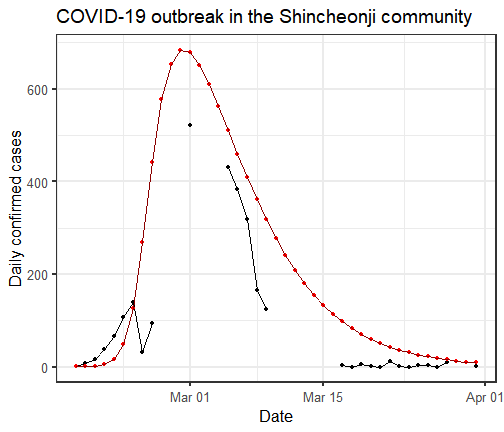 COVID-19 outbreak in the Shincheonji community
Daily confirmed cases
600
400
200
0
Mar 01
Mar 15
Apr 01
Date